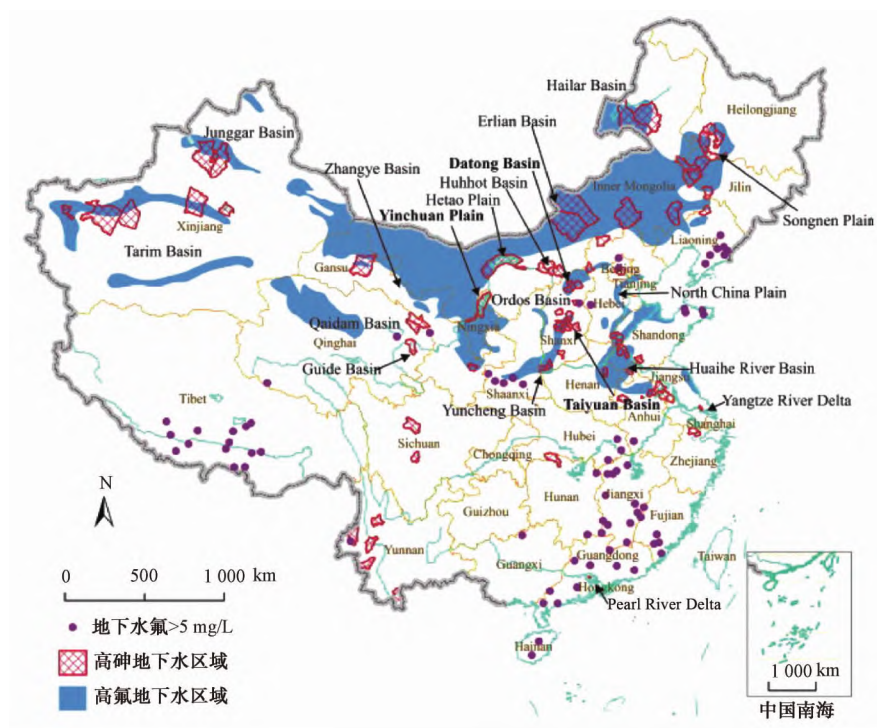 Hailar Basin
Heilongjiang
Erlian Basin
Junggar Basin
Zhangye Basin
Datong Basin
Huhhot Basin
Hetao Plain
Yinchuan Plain
Inner Mongolia
Jilin
Songnen Plain
Xinjiang
Tarim Basin
Liaoning
Gansu
Beijing
Tianjing
Ordos Basin
Hebei
North China Plain
Qaidam Basin
Ningxia
Qinghai
Shanxi
Shandong
Guide Basin
Huaihe River Basin
Shaanxi
Henan
Jiangsu
Tibet
Yuncheng Basin
Taiyuan Basin
Anhui
Yangtze River Delta
Shanghai
Sichuan
Hubei
Chongqing
Zhejiang
N
Hunan
Jiangxi
Guizhou
Fujian
Yunnan
Guangxi
Guangdong
Taiwan
Hongkong
Pearl River Delta
Hainan
0 500 1 000 km
地下水氟>5 mg/L
高砷地下水区域
高氟地下水区域
1 000 km
中国南海